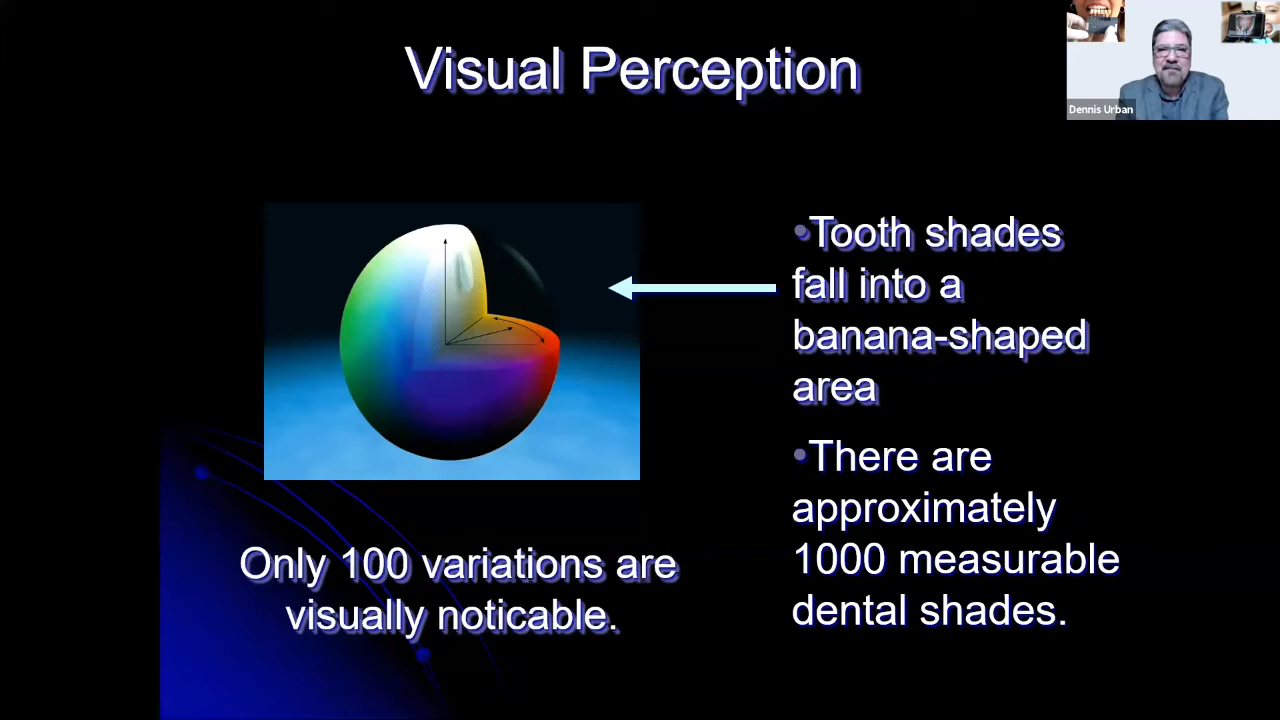 Visual Perception
Dennis Urban
•Tooth shades
fall into a
banana-shaped
area
•There are
approximately
1000 measurable
dental shades.
Only 100 variations are
visually noticable.